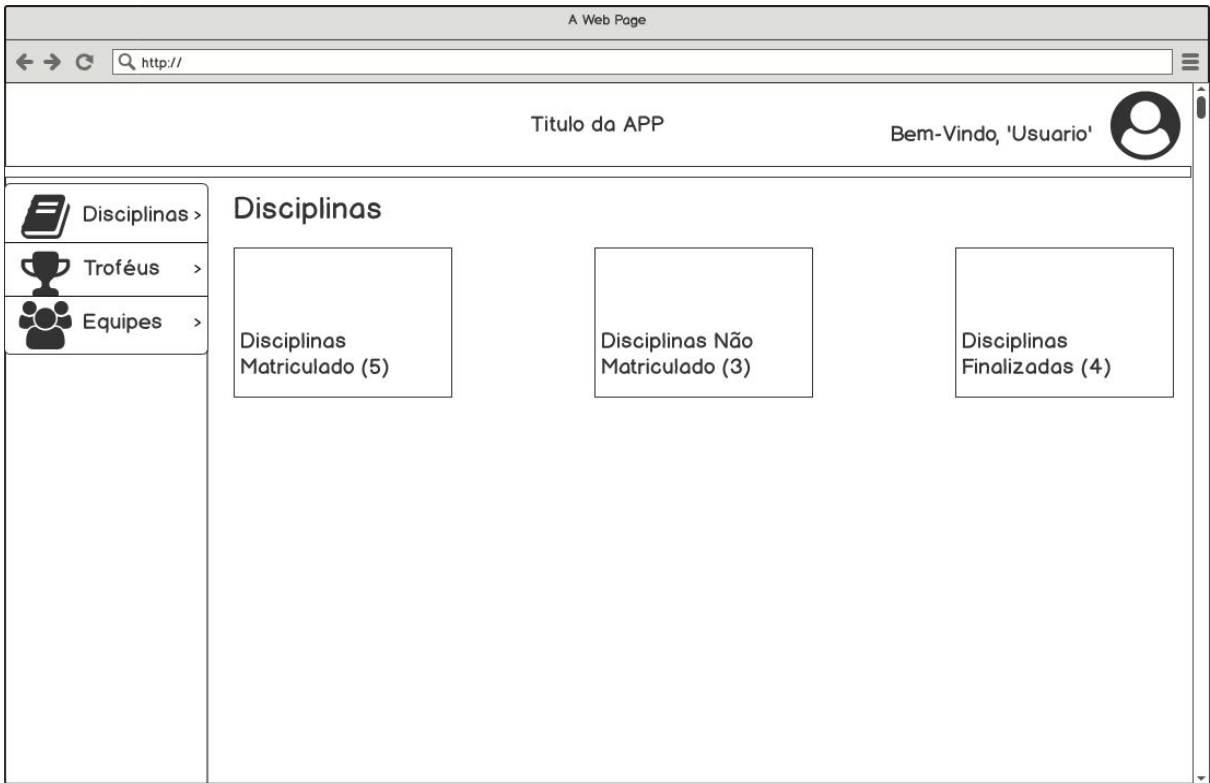 A Web Page
http://
Titulo da APP
Bem-Vindo, 'Usuario'
Disciplinas >
Troféus >
Equipes >
Disciplinas
Disciplinas
Matriculado (5)
Disciplinas Não
Matriculado (3)
Disciplinas
Finalizadas (4)